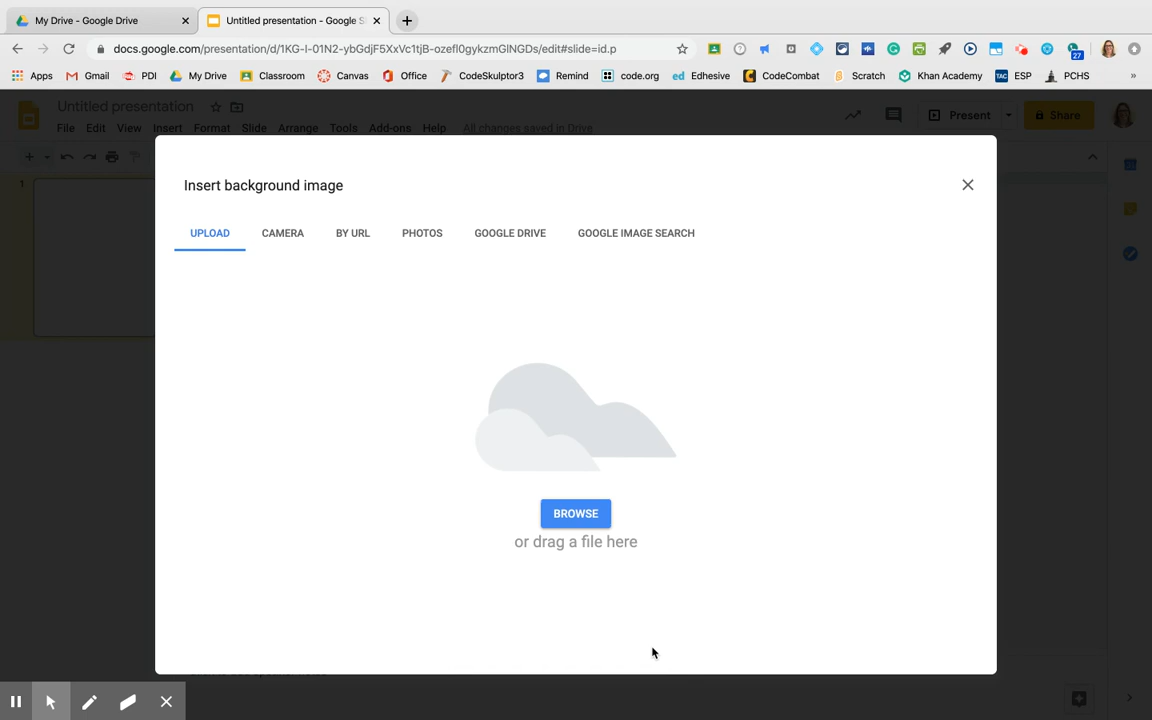 My Drive - Google Drive
Untitled presentation - Google S
docs.google.com/presentation/d/1KG-I-01N2-ybGdjF5XxVc1tjB-ozefl0gykzmGlNGDs/edit#slide=id.p
27
Apps Gmail PDI My Drive Classroom Canvas Office CodeSkulptor3 Remind code.org Edhesive CodeCombat Scratch Khan Academy ESP PCHS »
Untitled presentation
File Edit View Insert Format Slide Arrange Tools Add-ons Help All changes saved in Drive
Present Share
1
Insert background image
UPLOAD CAMERA BY URL PHOTOS GOOGLE DRIVE GOOGLE IMAGE SEARCH
BROWSE
or drag a file here